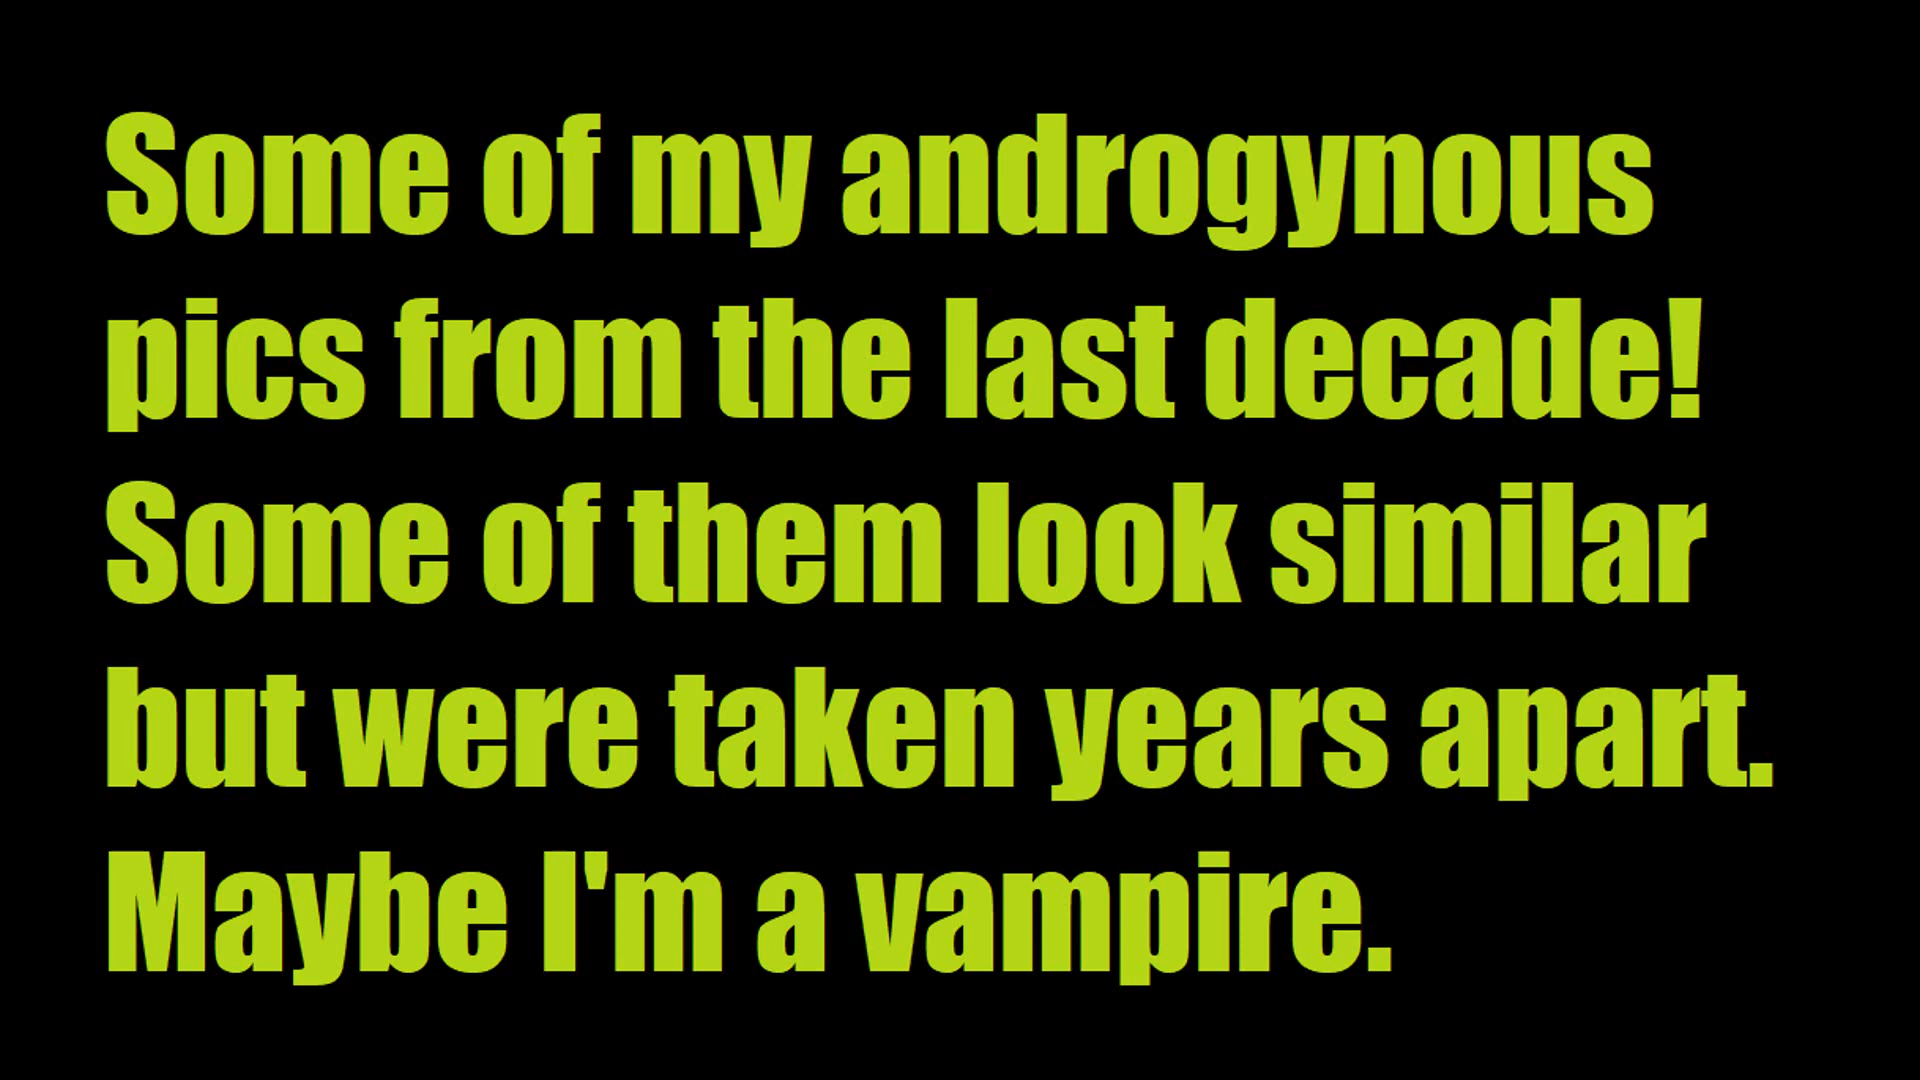 Some of my androgynous
pics from the last decade!
Some of them look similar
but were taken years apart.
Maybe I'm a vampire.